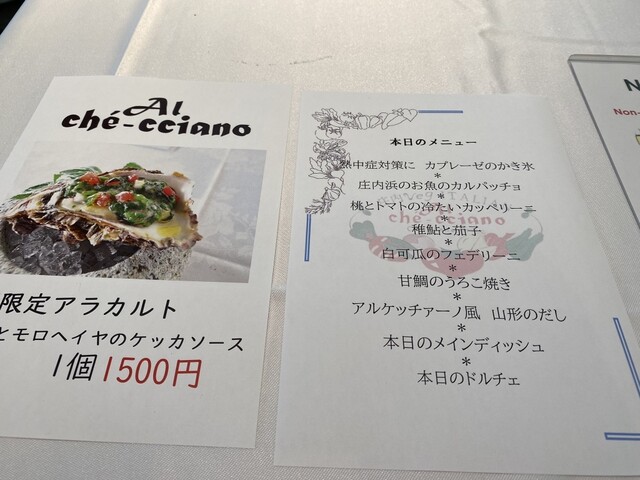 Al
ché-cciano
限定アラカルト
とモロヘイヤのケッカソース
1個1500円
本日のメニュー
熱中症対策に カプレーゼのかき氷
*
庄内浜のお魚のカルパッチョ
*
桃とトマトの冷たいカッペリーニ
*
稚鮎と茄子
*
白可瓜のフェデリーニ
*
甘鯛のうろこ焼き
*
アルケッチァーノ風 山形のだし
*
本日のメインディッシュ
*
本日のドルチェ
ché-cciano
N
Non-